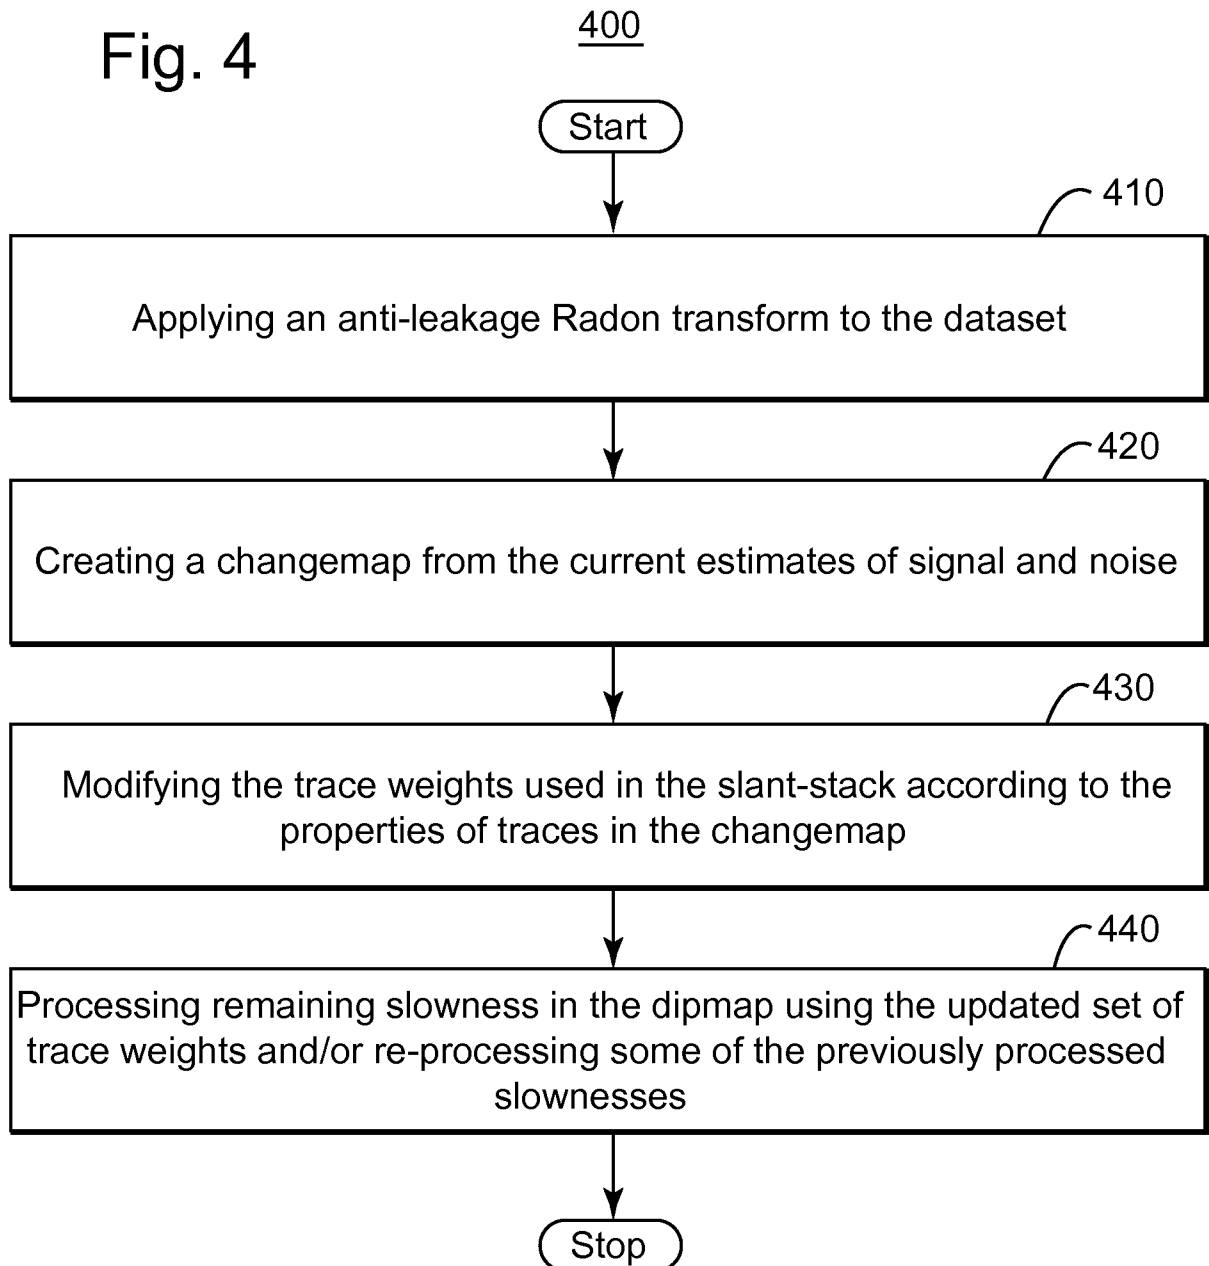 Fig. 4
400
Start
410
Applying an anti-leakage Radon transform to the dataset
420
Creating a changemap from the current estimates of signal and noise
430
Modifying the trace weights used in the slant-stack according to the
properties of traces in the changemap
440
Processing remaining slowness in the dipmap using the updated set of
trace weights and/or re-processing some of the previously processed
slownesses
Stop